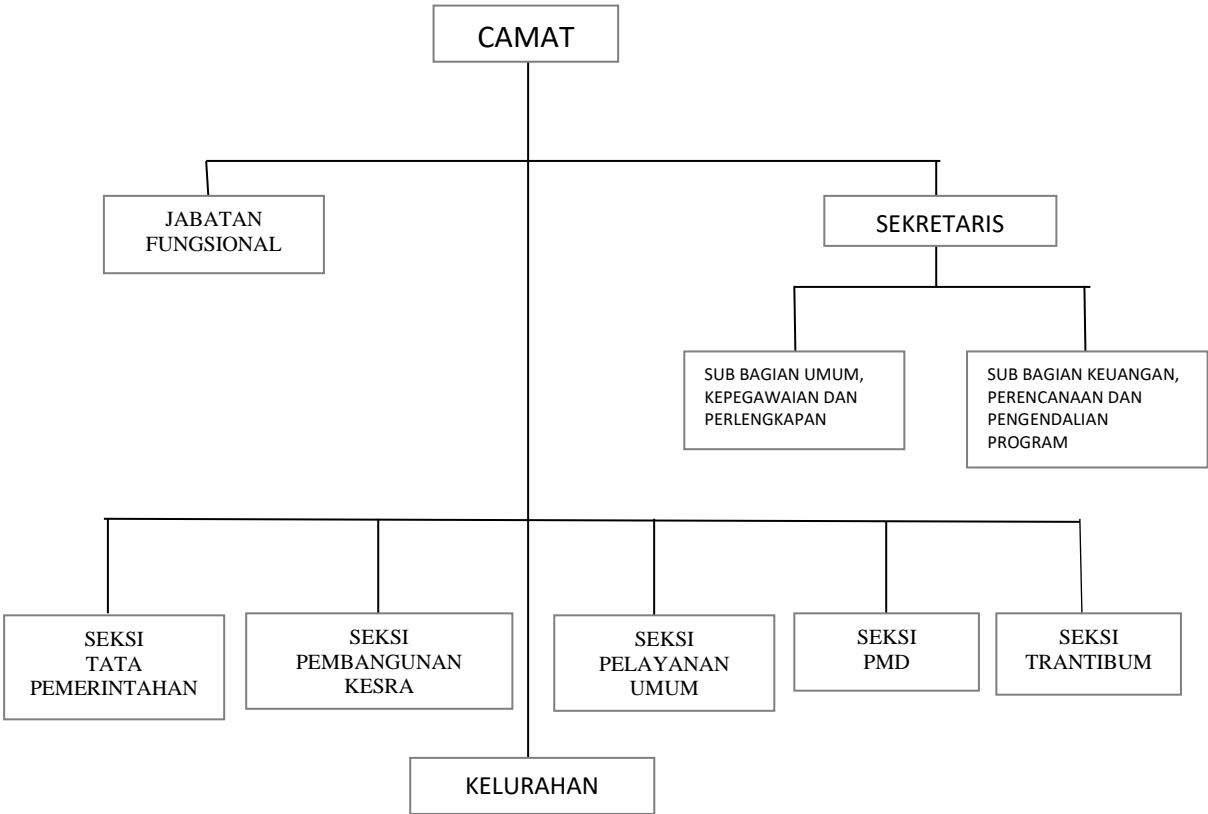 CAMAT
JABATAN
FUNGSIONAL
SEKRETARIS
SUB BAGIAN UMUM,
KEPEGAWAIAN DAN
PERLENGKAPAN
SUB BAGIAN KEUANGAN,
PERENCANAAN DAN
PENGENDALIAN
PROGRAM
SEKSI
TATA
PEMERINTAHAN
SEKSI
PEMBANGUNAN
KESRA
SEKSI
PELAYANAN
UMUM
SEKSI
PMD
SEKSI
TRANTIBUM
KELURAHAN